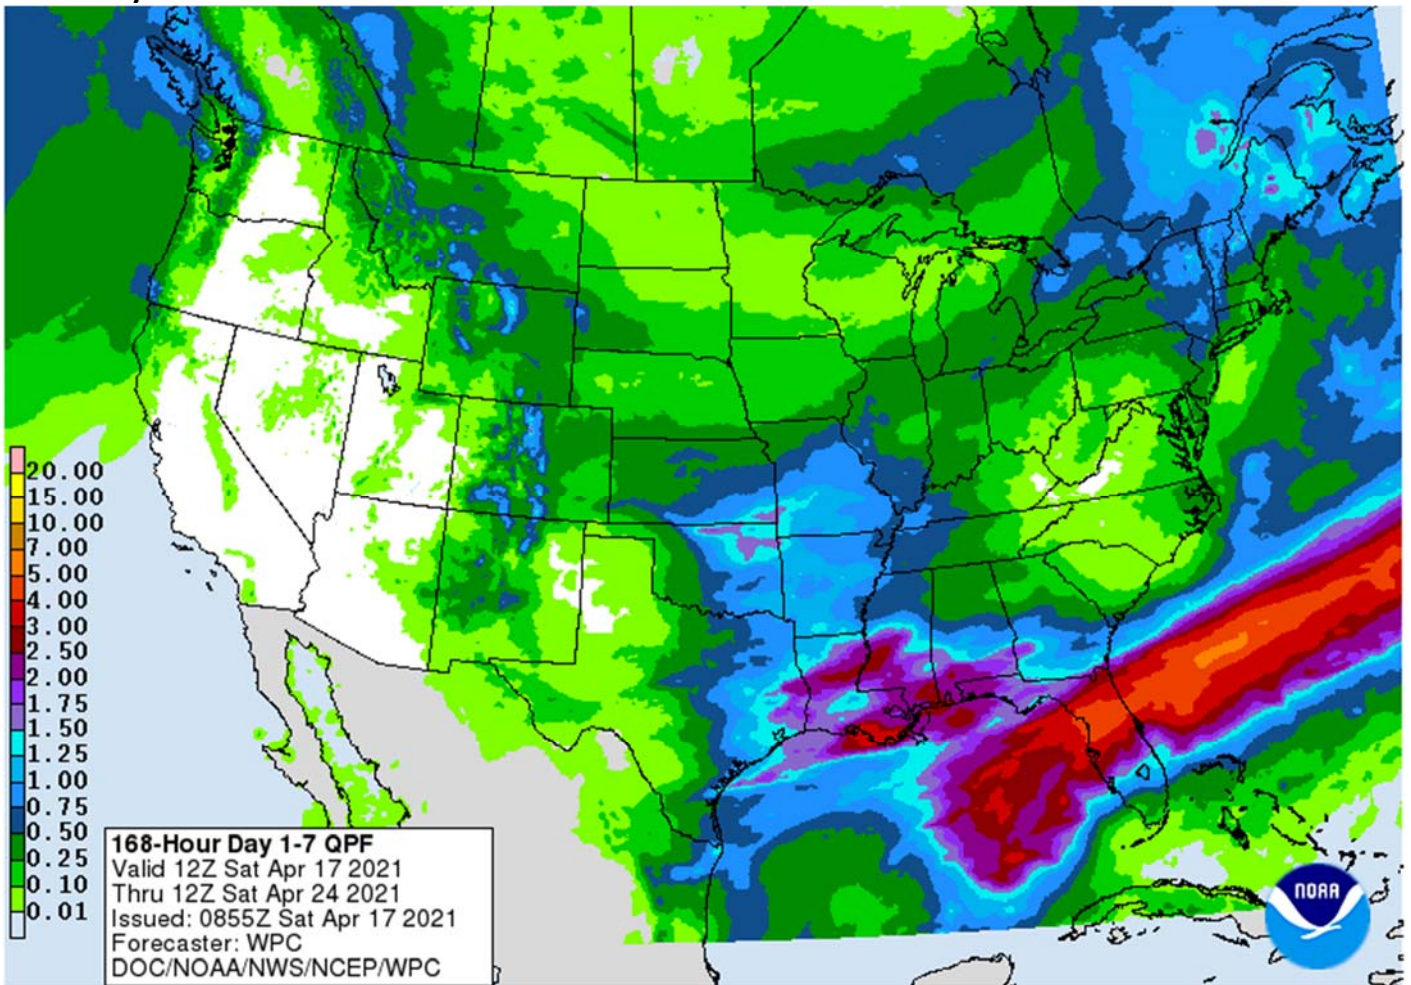 20.00
15.00
10.00
7.00
5.00
4.00
3.00
2.50
2.00
1.75
1.50
1.25
1.00
0.75
0.50
0.25
0.10
0.01
168-Hour Day 1-7 QPF
Valid 12Z Sat Apr 17 2021
Thru 12Z Sat Apr 24 2021
Issued: 0855Z Sat Apr 17 2021
Forecaster: WPC
DOC/NOAA/NWS/NCEP/WPC
NOAA